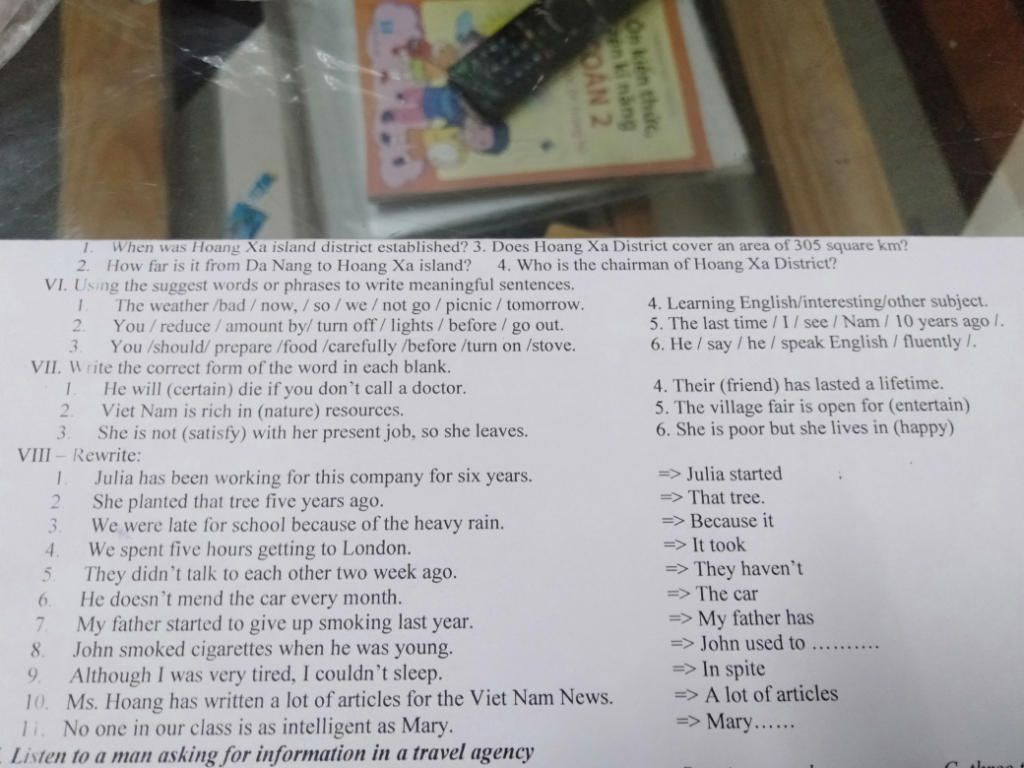 Ôn kiến thức,
kĩ năng
TOÁN 2
1. When was Hoang Xa island district established? 3. Does Hoang Xa District cover an area of 305 square km?
2. How far is it from Da Nang to Hoang Xa island? 4. Who is the chairman of Hoang Xa District?
VI. Using the suggest words or phrases to write meaningful sentences.
1. The weather /bad / now, / so / we / not go / picnic / tomorrow. 4. Learning English/interesting/other subject.
2. You / reduce / amount by/ turn off / lights / before / go out. 5. The last time / I / see / Nam / 10 years ago /.
3. You /should/ prepare /food /carefully /before /turn on /stove. 6. He / say / he / speak English / fluently /.
VII. Write the correct form of the word in each blank.
1. He will (certain) die if you don't call a doctor. 4. Their (friend) has lasted a lifetime.
2. Viet Nam is rich in (nature) resources. 5. The village fair is open for (entertain)
3. She is not (satisfy) with her present job, so she leaves. 6. She is poor but she lives in (happy)
VIII – Rewrite:
1. Julia has been working for this company for six years. => Julia started
2. She planted that tree five years ago. => That tree.
3. We were late for school because of the heavy rain. => Because it
4. We spent five hours getting to London. => It took
5. They didn't talk to each other two week ago. => They haven't
6. He doesn't mend the car every month. => The car
7. My father started to give up smoking last year. => My father has
8. John smoked cigarettes when he was young. => John used to ……….
9. Although I was very tired, I couldn't sleep. => In spite
10. Ms. Hoang has written a lot of articles for the Viet Nam News. => A lot of articles
11. No one in our class is as intelligent as Mary. => Mary……
Listen to a man asking for information in a travel agency